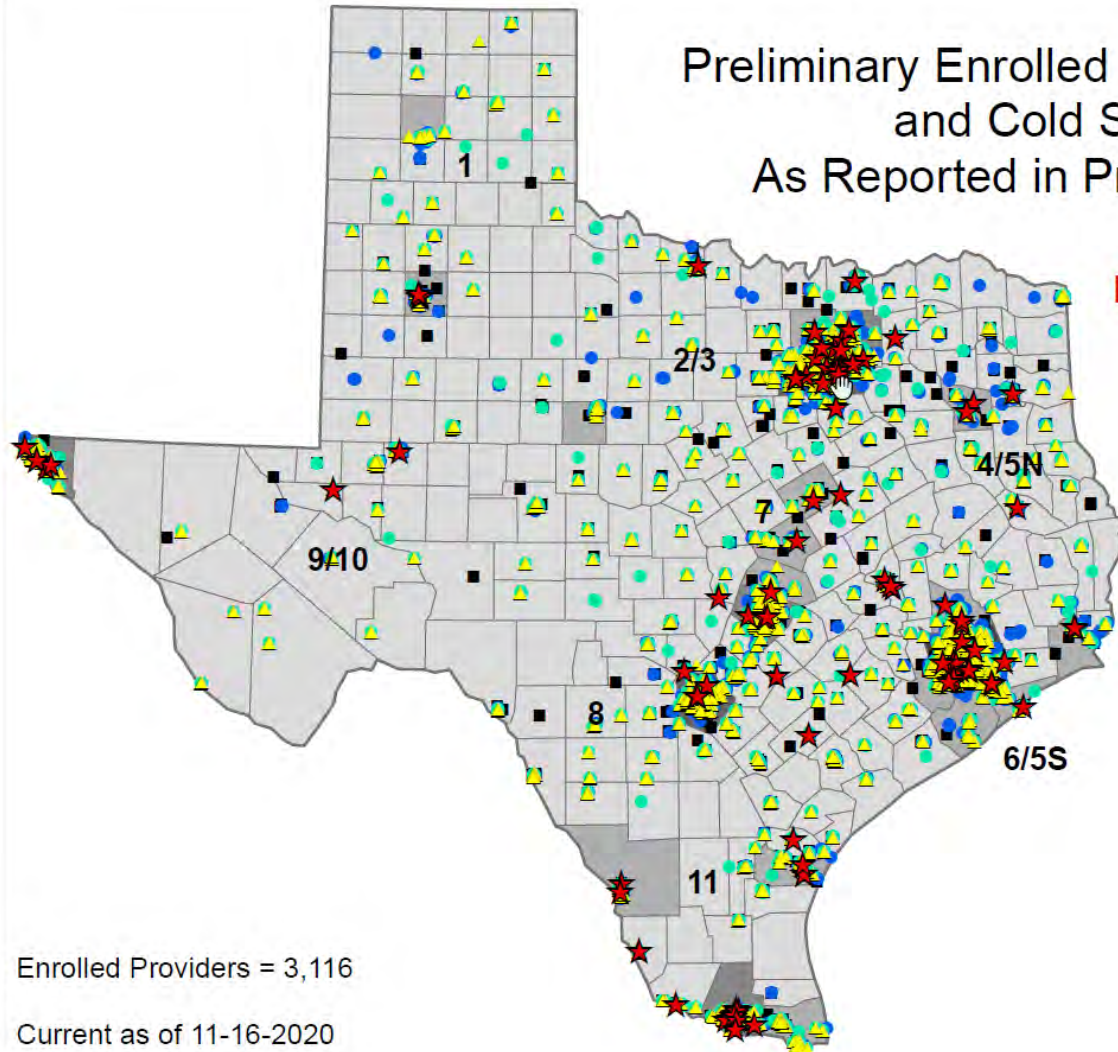 Preliminary Enrolled
and Cold
As Reported in
1
2/3
4/5N
7
9/10
8
6/5S
11
Enrolled Providers = 3,116
Current as of 11-16-2020